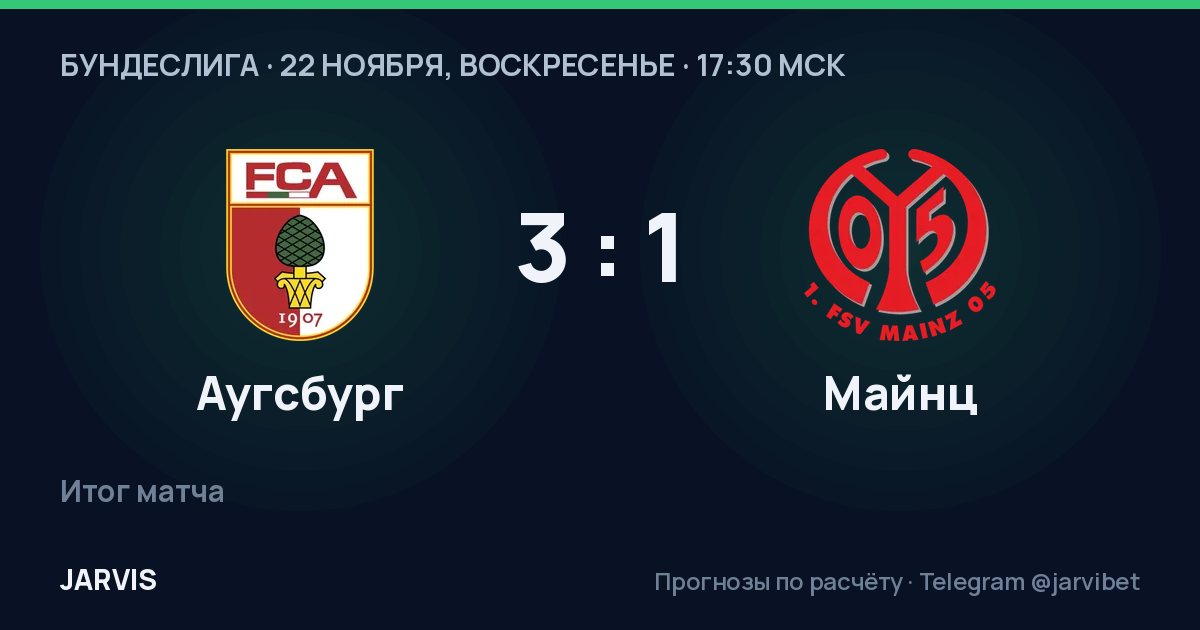 БУНДЕСЛИГА · 22 НОЯБРЯ, ВОСКРЕСЕНЬЕ · 17:30 МСК
FCA
1907
05
1. FSV MAINZ 05
3 : 1
Аугсбург
Майнц
Итог матча
JARVIS
Прогнозы по расчёту · Telegram @jarvibet